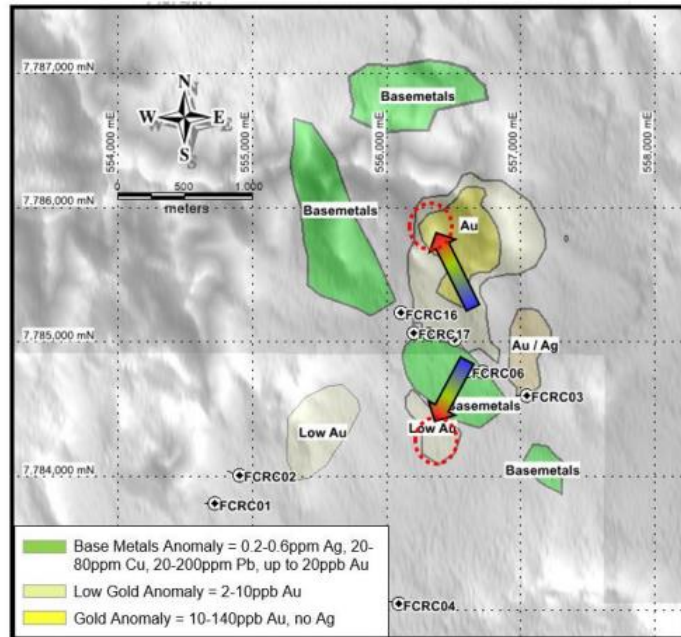 7,787,000 mN
554,000 mE
555,000 mE
556,000 mE
557,000 mE
558,000 mE
N
W E
S
0 500 1 000
meters
Basemetals
7,786,000 mN
Basemetals
Au
FCRC16
7,785,000 mN
FCRC17
Au / Ag
FCRC06
FCRC03
Basemetals
Low Au
Low Au
Basemetals
7,784,000 mN
FCRC02
FCRC01
Base Metals Anomaly = 0.2-0.6ppm Ag, 20-
80ppm Cu, 20-200ppm Pb, up to 20ppb Au
Low Gold Anomaly = 2-10ppb Au
Gold Anomaly = 10-140ppb Au, no Ag
FCRC04